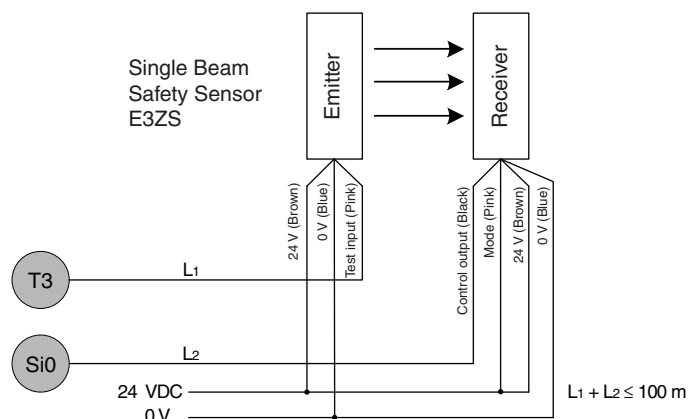 Single Beam
Safety Sensor
E3ZS
Emitter
Receiver
24 V (Brown)
0 V (Blue)
Test input (Pink)
Control output (Black)
Mode (Pink)
24 V (Brown)
0 V (Blue)
T3
L1
Si0
L2
24 VDC
L1 + L2 ≤ 100 m
0 V